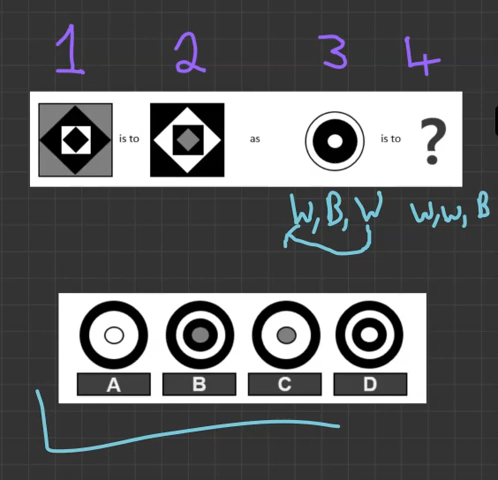 1 2 3 4
is to as is to ?
W, B, W W, W, B
A B C D